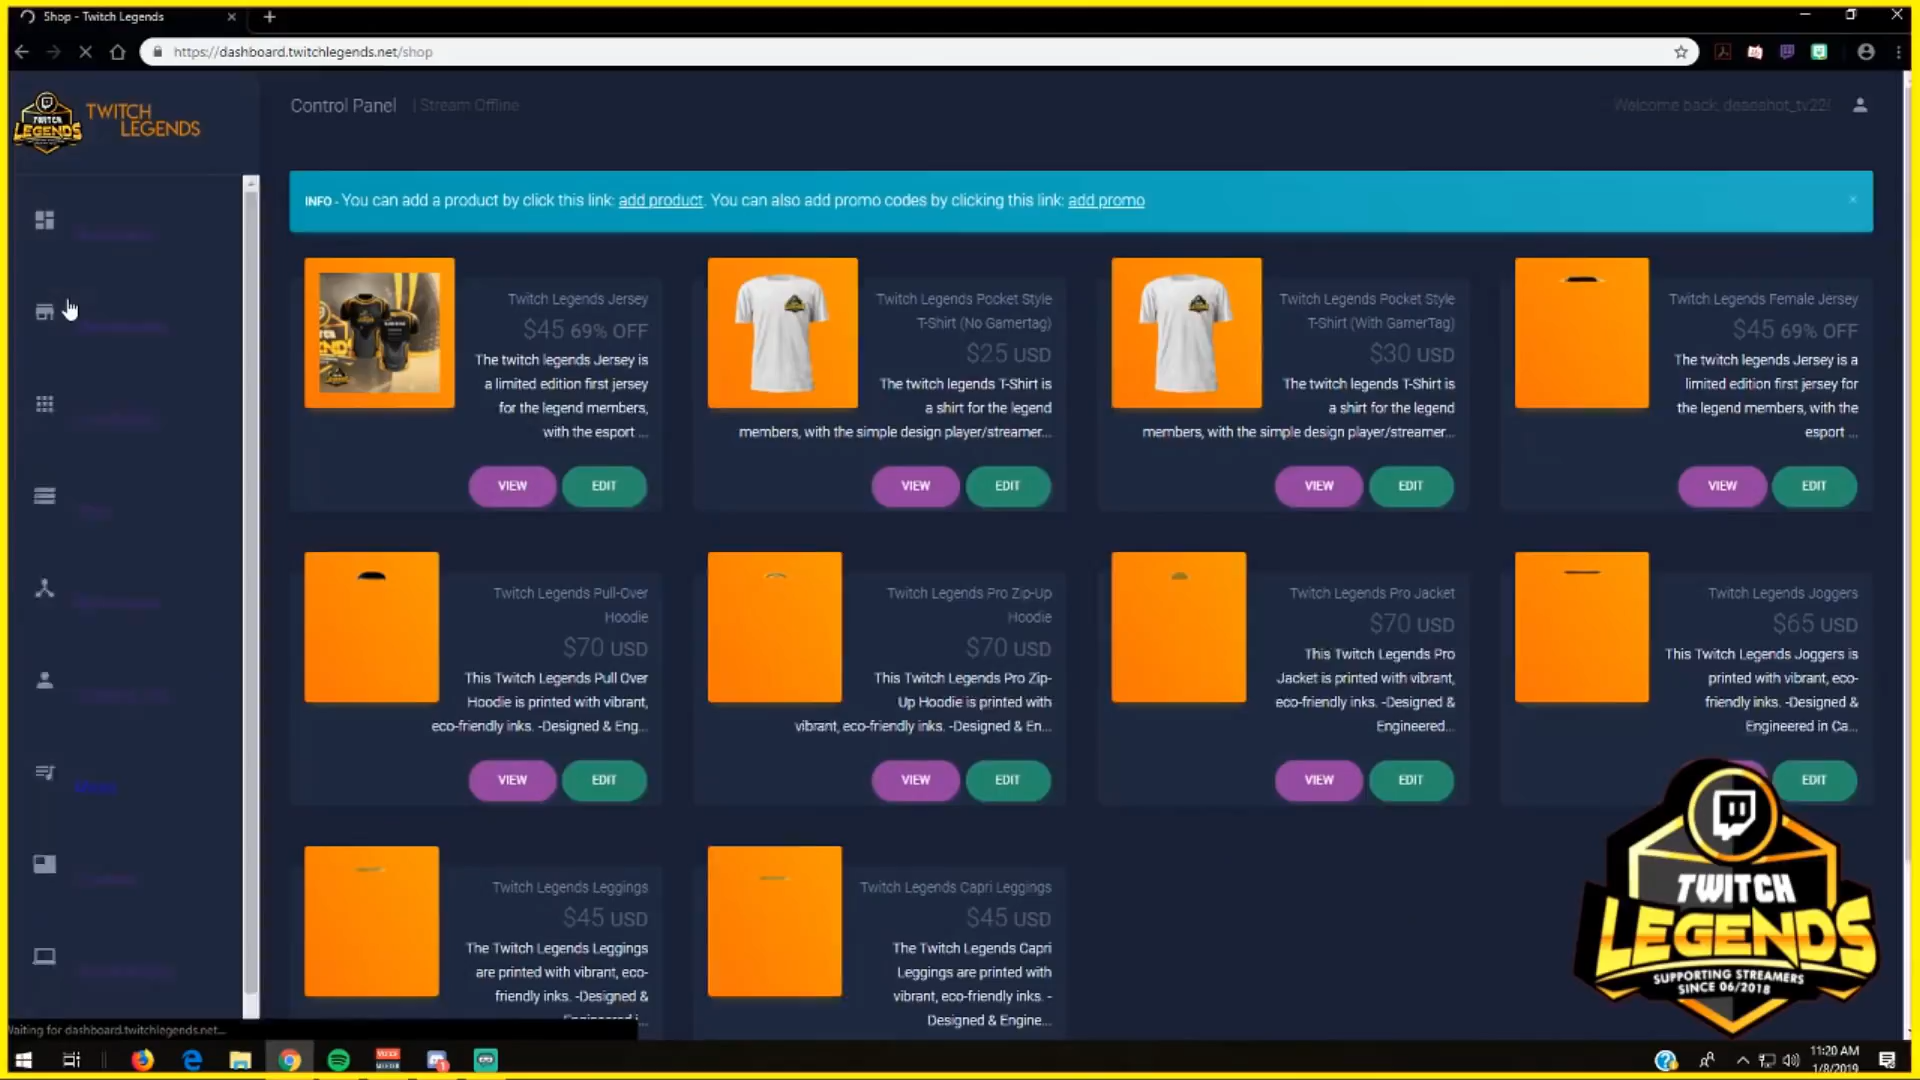 Shop - Twitch Legends
https://dashboard.twitchlegends.net/shop
TWITCH LEGENDS
TWITCH
LEGENDS
Control Panel | Stream Offline
INFO - You can add a product by click this link: add product. You can also add promo codes by clicking this link: add promo
Twitch Legends Jersey
$45 69% OFF
The twitch legends Jersey is
a limited edition first jersey
for the legend members,
with the esport ...
VIEW EDIT
Twitch Legends Pocket Style
T-Shirt (No Gamertag)
$25 USD
The twitch legends T-Shirt is
a shirt for the legend
members, with the simple design player/streamer...
VIEW EDIT
Twitch Legends Pocket Style
T-Shirt (With GamerTag)
$30 USD
The twitch legends T-Shirt is
a shirt for the legend
members, with the simple design player/streamer...
VIEW EDIT
Twitch Legends Female Jersey
$45 69% OFF
The twitch legends Jersey is a
limited edition first jersey for
the legend members, with the
esport ...
VIEW EDIT
Twitch Legends Pull-Over
Hoodie
$70 USD
This Twitch Legends Pull Over
Hoodie is printed with vibrant,
eco-friendly inks. -Designed & Eng...
VIEW EDIT
Twitch Legends Pro Zip-Up
Hoodie
$70 USD
This Twitch Legends Pro Zip-
Up Hoodie is printed with
vibrant, eco-friendly inks. -Designed & En...
VIEW EDIT
Twitch Legends Pro Jacket
$70 USD
This Twitch Legends Pro
Jacket is printed with vibrant,
eco-friendly inks. -Designed &
Engineered...
VIEW EDIT
Twitch Legends Joggers
$65 USD
This Twitch Legends Joggers is
printed with vibrant, eco-
friendly inks. -Designed &
Engineered in Ca...
EDIT
Twitch Legends Leggings
$45 USD
The Twitch Legends Leggings
are printed with vibrant, eco-
friendly inks. -Designed &
Twitch Legends Capri Leggings
$45 USD
The Twitch Legends Capri
Leggings are printed with
vibrant, eco-friendly inks. -
Designed & Engine...
TWITCH
LEGENDS
SUPPORTING STREAMERS
SINCE 06/2018
Waiting for dashboard.twitchlegends.net...
11:20 AM
1/8/2019